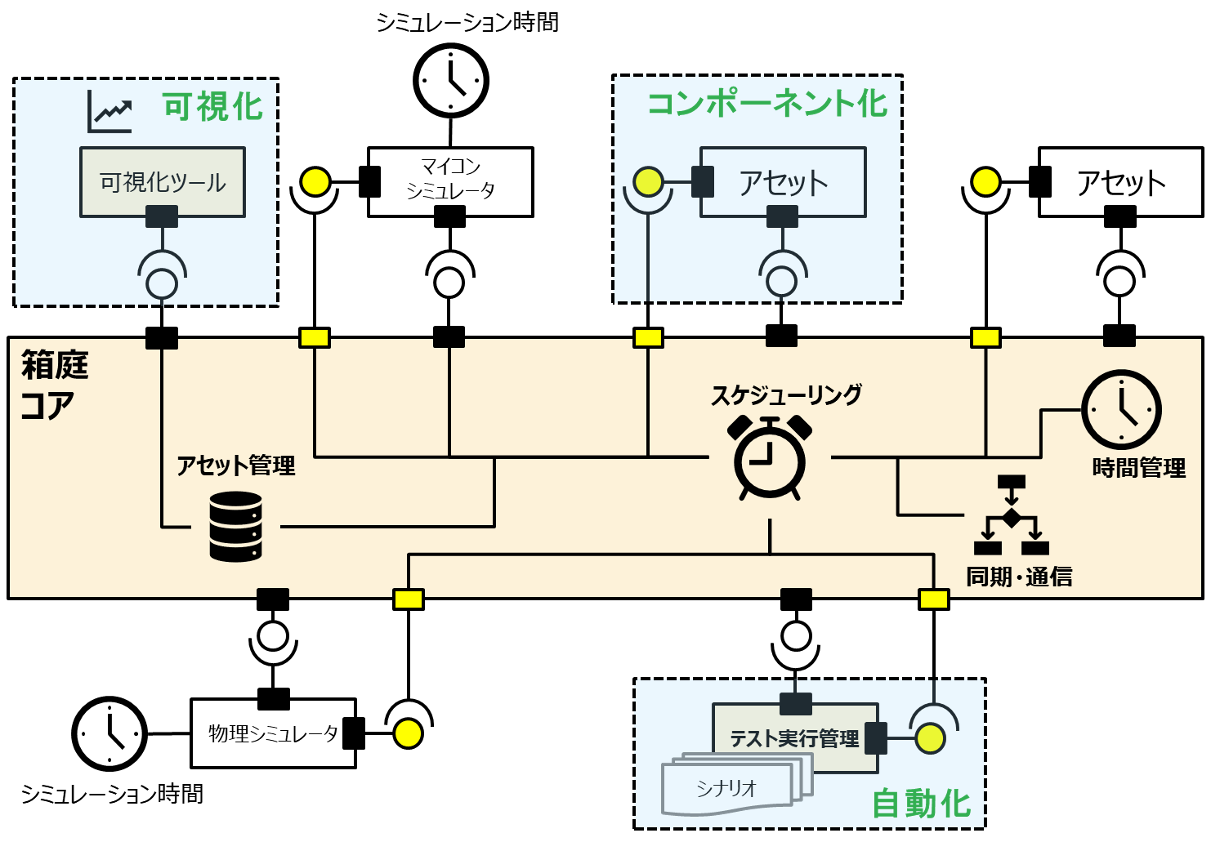 シミュレーション時間
可視化
可視化ツール
マイコン
シミュレータ
コンポーネント化
アセット
アセット
箱庭
コア
スケジューリング
アセット管理
時間管理
同期・通信
物理シミュレータ
シミュレーション時間
テスト実行管理
シナリオ
自動化